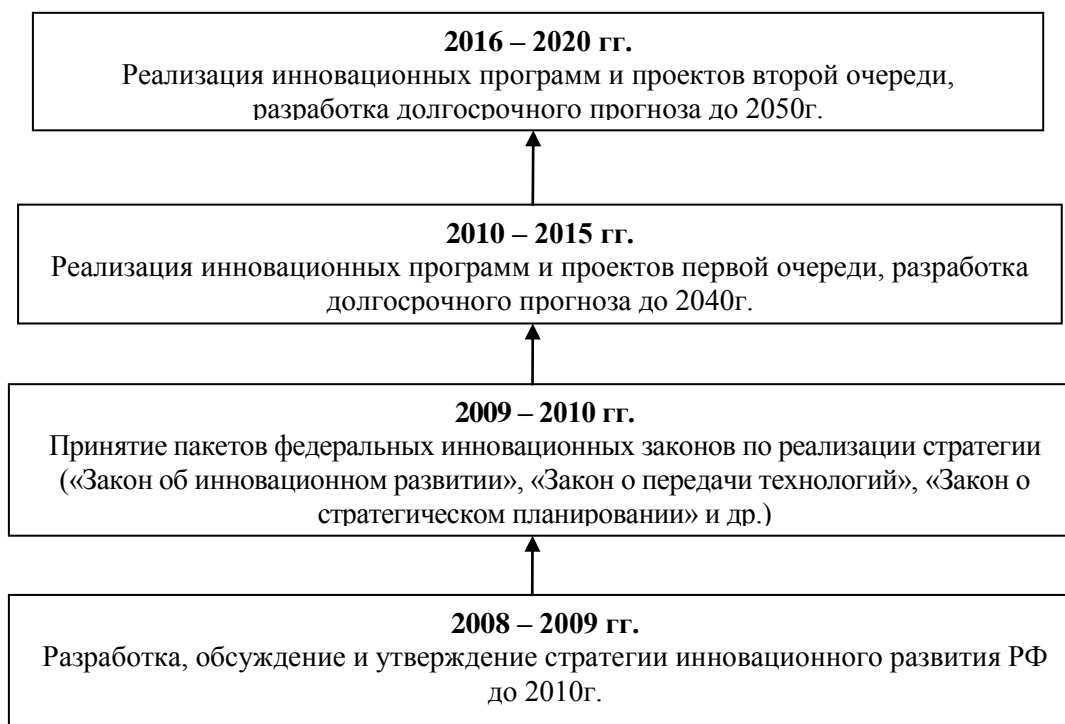 2016 – 2020 гг.
Реализация инновационных программ и проектов второй очереди,
разработка долгосрочного прогноза до 2050г.
2010 – 2015 гг.
Реализация инновационных программ и проектов первой очереди, разработка
долгосрочного прогноза до 2040г.
2009 – 2010 гг.
Принятие пакетов федеральных инновационных законов по реализации стратегии
(«Закон об инновационном развитии», «Закон о передачи технологий», «Закон о
стратегическом планировании» и др.)
2008 – 2009 гг.
Разработка, обсуждение и утверждение стратегии инновационного развития РФ
до 2010г.